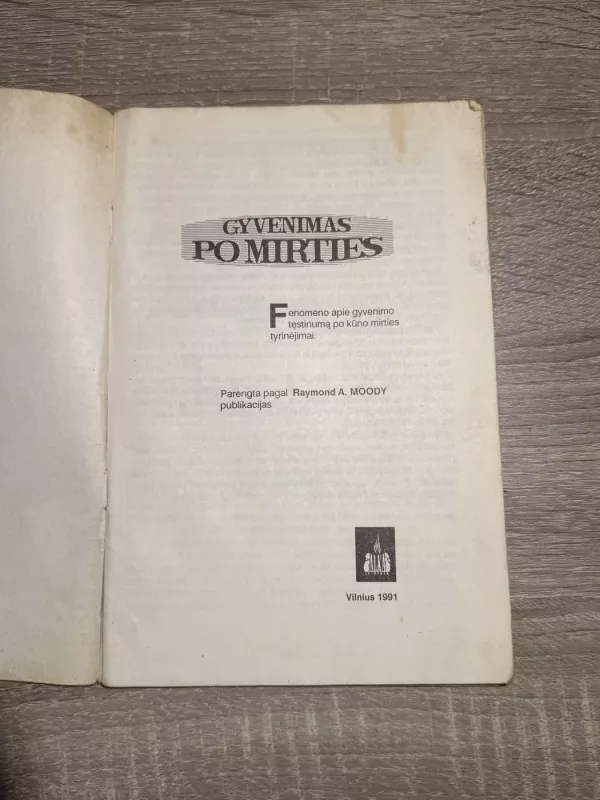 GYVENIMAS
PO MIRTIES
Fenomeno apie gyvenimo
tęstinumą po kūno mirties
tyrinėjimai.
Parengta pagal Raymond A. MOODY
publikacijas
Vilnius 1991